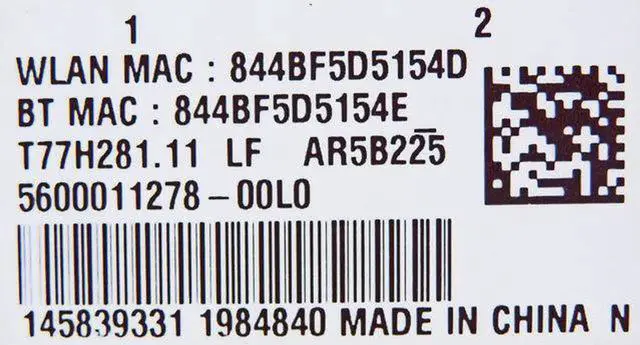 1 2
WLAN MAC : 844BF5D5154D
BT MAC : 844BF5D5154E
T77H281.11 LF AR5B225
5600011278-00L0
145839331 1984840 MADE IN CHINA N